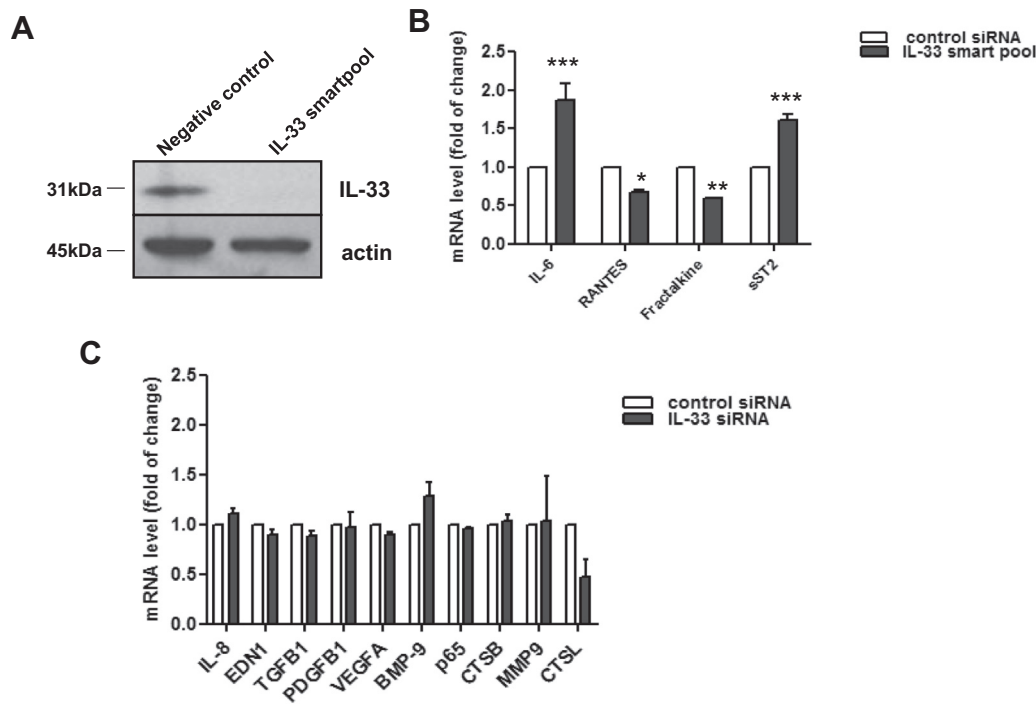 A
Negative control
IL-33 smartpool
31kDa
IL-33
45kDa
actin
B
mRNA level (fold of change)
2.5
2.0
1.5
1.0
0.5
0.0
***
*
**
***
IL-6
RANTES
Fractalkine
sST2
control siRNA
IL-33 smart pool
C
mRNA level (fold of change)
2.5
2.0
1.5
1.0
0.5
0.0
IL-8
EDN1
TGFB1
PDGFB1
VEGFA
BMP-9
p65
CTSB
MMP9
CTSL
control siRNA
IL-33 siRNA